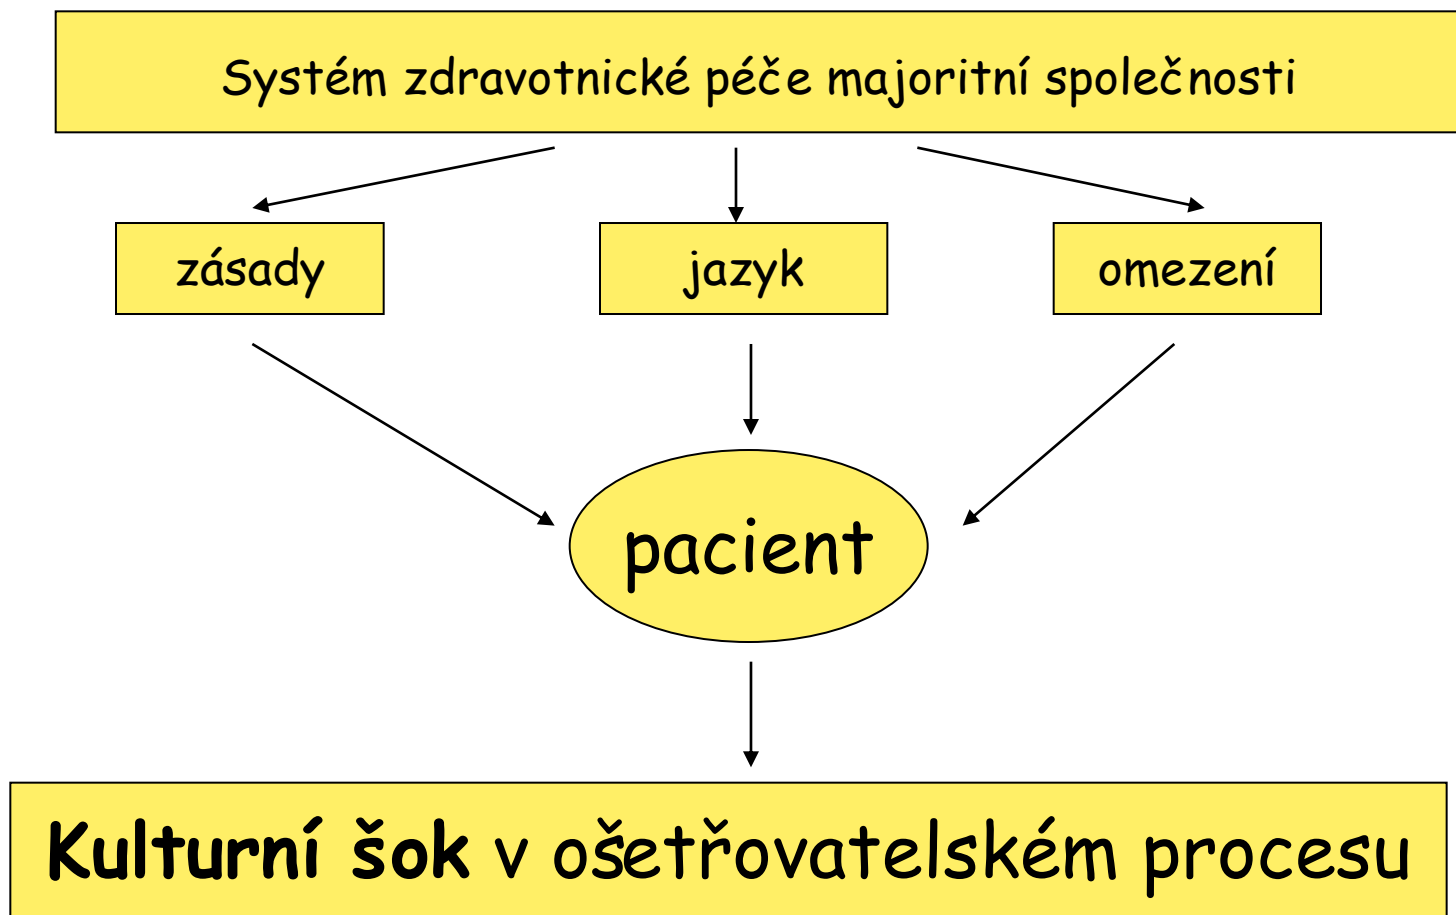 Systém zdravotnické péče majoritní společnosti
zásady
jazyk
omezení
pacient
Kulturní šok v ošetřovatelském procesu